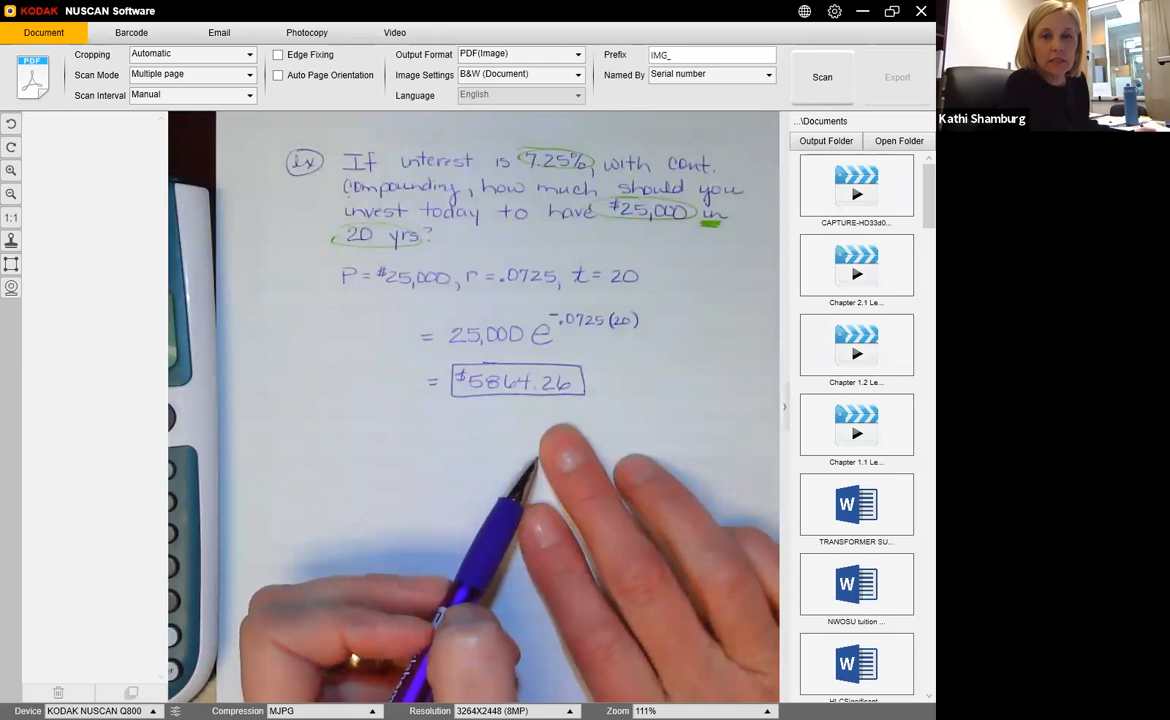 KODAK NUSCAN Software
Document
Barcode
Email
Photocopy
Video
PDF
Cropping Automatic
Edge Fixing
Output Format PDF(Image)
Prefix IMG_
Scan
Export
Scan Mode Multiple page
Auto Page Orientation
Image Settings B&W (Document)
Named By Serial number
Scan Interval Manual
Language English
Kathi Shamburg
...\Documents
Output Folder
Open Folder
1:1
ex If interest is 7.25%, with cont.
compounding, how much should you
invest today to have $25,000 in
20 yrs?
P = $25,000, r = .0725, t = 20
= 25,000 e^-.0725(20)
= $5864.26
CAPTURE-HD33d0...
Chapter 2.1 Le...
Chapter 1.2 Le...
Chapter 1.1 Le...
TRANSFORMER SU...
NWOSU tuition ...
HLCSignificant
Device KODAK NUSCAN Q800
Compression MJPG
Resolution 3264X2448 (8MP)
Zoom 111%